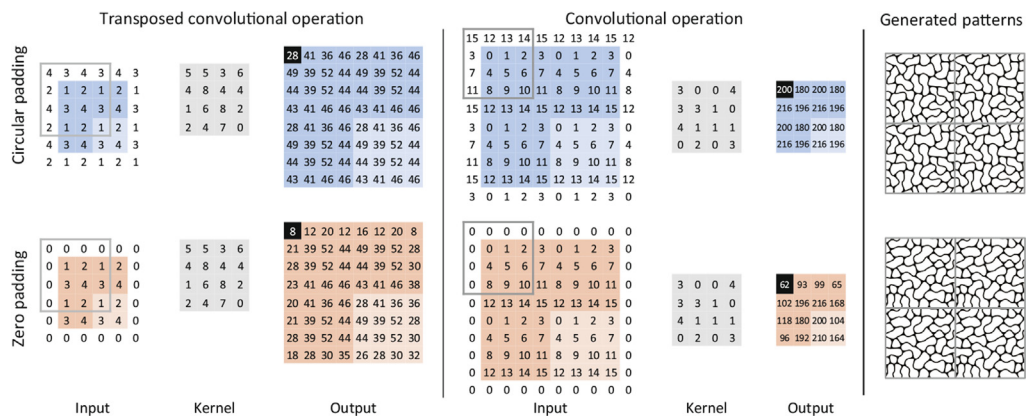 Transposed convolutional operation
Convolutional operation
Generated patterns
Circular padding
4 3 4 3 4 3
2 1 2 1 2 1
4 3 4 3 4 3
2 1 2 1 2 1
4 3 4 3 4 3
2 1 2 1 2 1
5 5 3 6
4 8 4 4
1 6 8 2
2 4 7 0
28 41 36 46 28 41 36 46
49 39 52 44 49 39 52 44
44 39 52 44 44 39 52 44
43 41 46 46 43 41 46 46
28 41 36 46 28 41 36 46
49 39 52 44 49 39 52 44
44 39 52 44 44 39 52 44
43 41 46 46 43 41 46 46
15 12 13 14 15 12 13 14 15 12
3 0 1 2 3 0 1 2 3 0
7 4 5 6 7 4 5 6 7 4
11 8 9 10 11 8 9 10 11 8
15 12 13 14 15 12 13 14 15 12
3 0 1 2 3 0 1 2 3 0
7 4 5 6 7 4 5 6 7 4
11 8 9 10 11 8 9 10 11 8
15 12 13 14 15 12 13 14 15 12
3 0 1 2 3 0 1 2 3 0
3 0 0 4
3 3 1 0
4 1 1 1
0 2 0 3
200 180 200 180
216 196 216 196
200 180 200 180
216 196 216 196
Zero padding
0 0 0 0 0 0
0 1 2 1 2 0
0 3 4 3 4 0
0 1 2 1 2 0
0 3 4 3 4 0
0 0 0 0 0 0
5 5 3 6
4 8 4 4
1 6 8 2
2 4 7 0
8 12 20 12 16 12 20 8
21 39 52 44 49 39 52 28
28 39 52 44 44 39 52 30
23 41 46 46 43 41 46 38
20 41 36 46 28 41 36 36
21 39 52 44 49 39 52 28
28 39 52 44 44 39 52 30
18 28 30 35 26 28 30 32
0 0 0 0 0 0 0 0 0 0
0 0 1 2 3 0 1 2 3 0
0 4 5 6 7 4 5 6 7 0
0 8 9 10 11 8 9 10 11 0
0 12 13 14 15 12 13 14 15 0
0 0 1 2 3 0 1 2 3 0
0 4 5 6 7 4 5 6 7 0
0 8 9 10 11 8 9 10 11 0
0 12 13 14 15 12 13 14 15 0
0 0 0 0 0 0 0 0 0 0
3 0 0 4
3 3 1 0
4 1 1 1
0 2 0 3
62 93 99 65
102 196 216 168
118 180 200 104
96 192 210 164
Input
Kernel
Output
Input
Kernel
Output